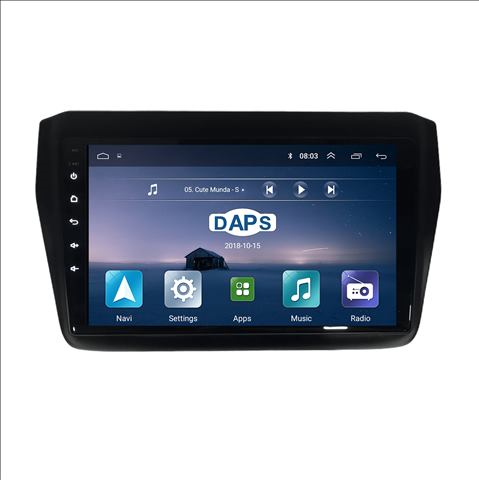 08:03
05. Cute Munda - S
DAPS
2018-10-15
Navi
Settings
Apps
Music
Radio